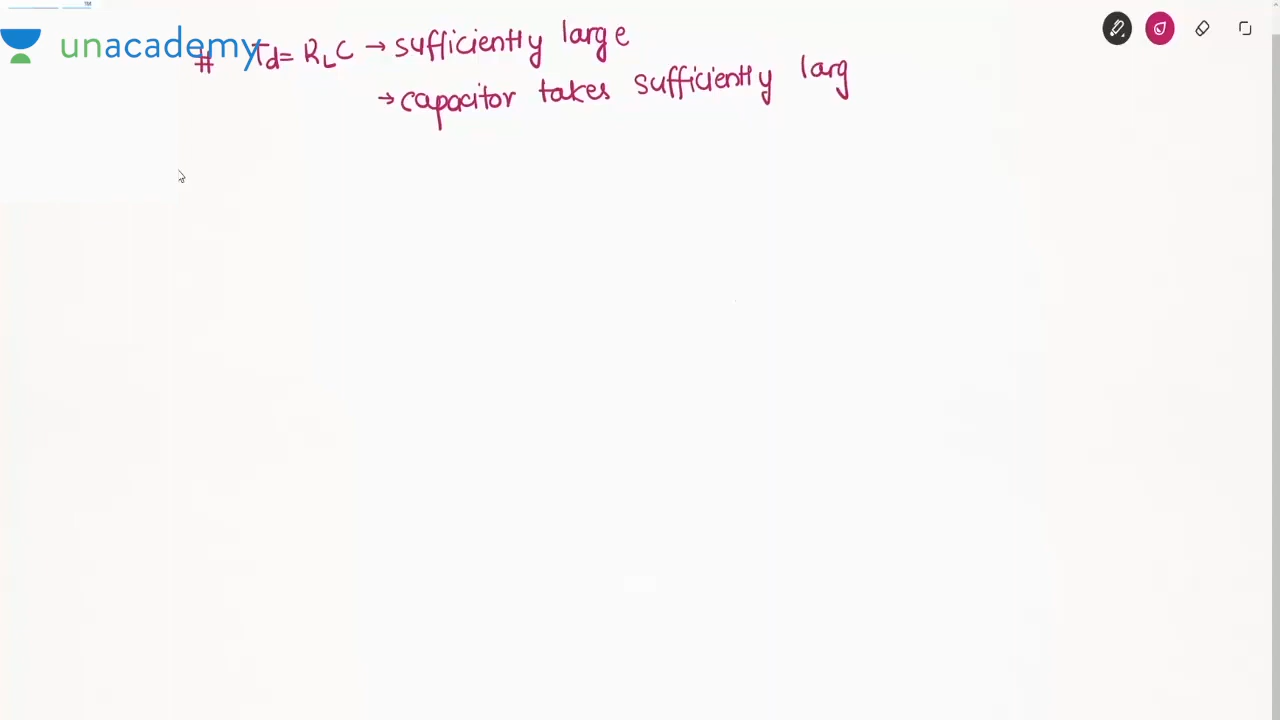 unacademy
# τd = RLC → sufficiently large
→ capacitor takes sufficiently larg